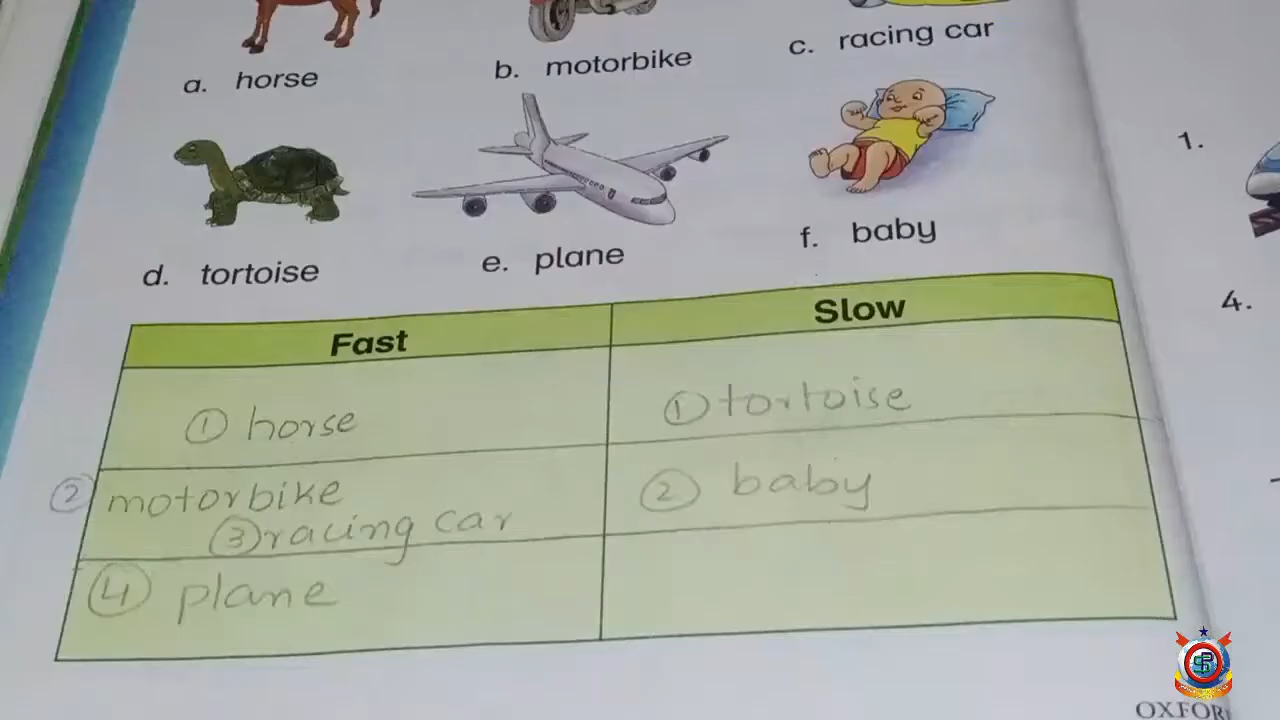 a. horse
b. motorbike
c. racing car
d. tortoise
e. plane
f. baby
1.
4.
Fast
Slow
① horse
① tortoise
② motorbike
② baby
③ racing car
④ plane
OXFOR